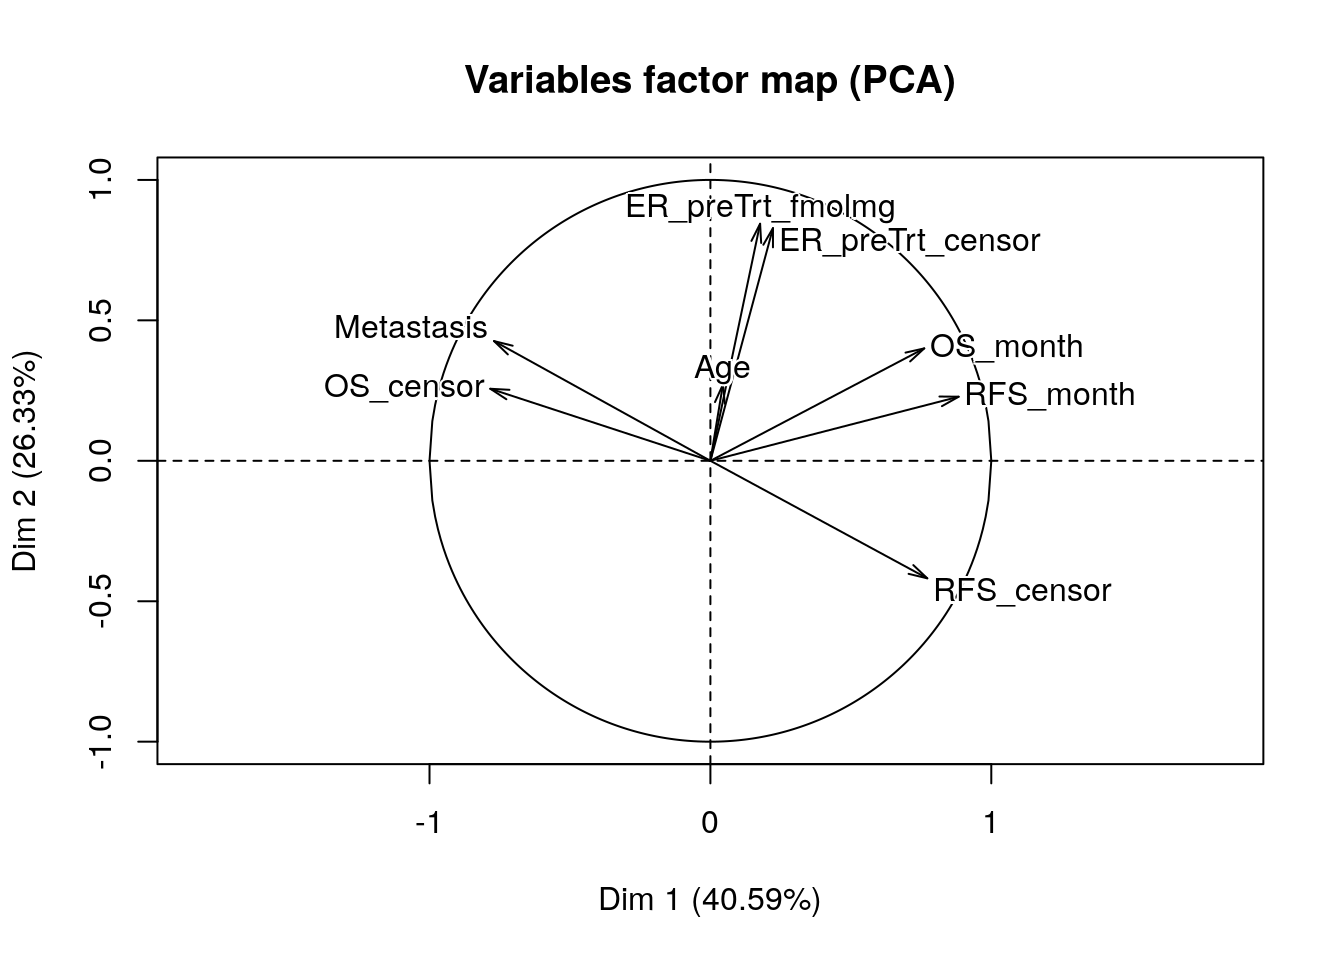 Variables factor map (PCA)
1.0
0.5
0.0
-0.5
-1.0
Dim 2 (26.33%)
ER_preTrt_fmolmg
ER_preTrt_censor
Metastasis
OS_month
Age
OS_censor
RFS_month
RFS_censor
-1
0
1
Dim 1 (40.59%)